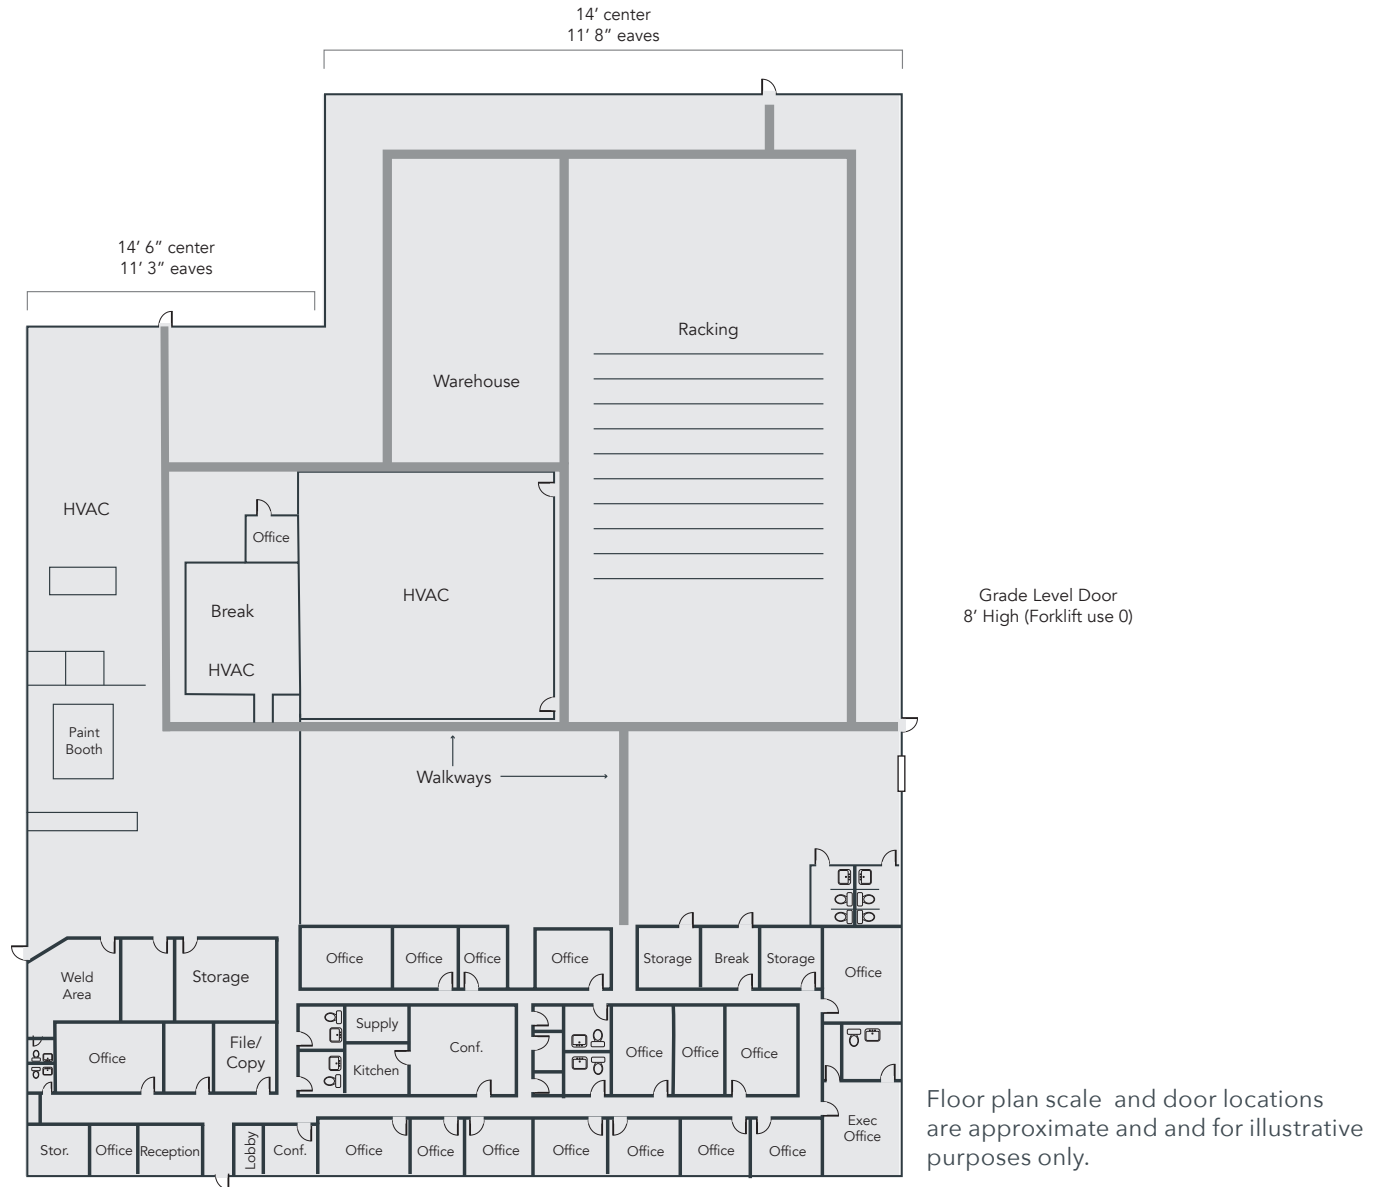 14’ center
11’ 8” eaves
14’ 6” center
11’ 3” eaves
Racking
Warehouse
HVAC
Office
Break
HVAC
HVAC
Grade Level Door
8’ High (Forklift use 0)
Paint
Booth
Walkways
Office
Office
Office
Office
Storage
Break
Storage
Office
Weld
Area
Storage
Supply
Kitchen
Conf.
Office
File/
Copy
Office
Office
Office
Exec
Office
Stor.
Office
Reception
Lobby
Conf.
Office
Office
Office
Office
Office
Office
Office
Floor plan scale and door locations
are approximate and and for illustrative
purposes only.